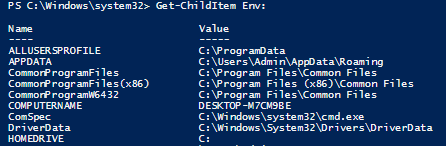 PS C:\Windows\system32> Get-ChildItem Env:
Name Value
---- -----
ALLUSERSPROFILE C:\ProgramData
APPDATA C:\Users\Admin\AppData\Roaming
CommonProgramFiles C:\Program Files\Common Files
CommonProgramFiles(x86) C:\Program Files (x86)\Common Files
CommonProgramW6432 C:\Program Files\Common Files
COMPUTERNAME DESKTOP-M7CM9BE
ComSpec C:\Windows\system32\cmd.exe
DriverData C:\Windows\System32\Drivers\DriverData
HOMEDRIVE C: